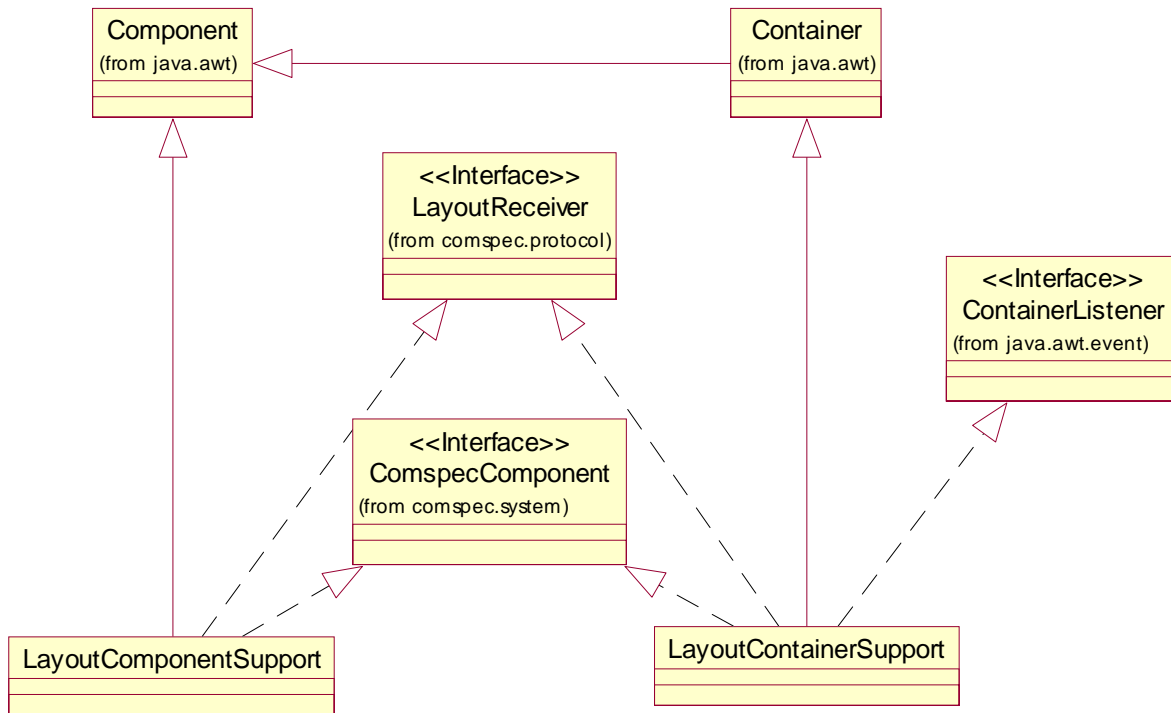 Component
(from java.awt)
Container
(from java.awt)
<<Interface>>
LayoutReceiver
(from comspec.protocol)
<<Interface>>
ContainerListener
(from java.awt.event)
<<Interface>>
ComspecComponent
(from comspec.system)
LayoutComponentSupport
LayoutContainerSupport